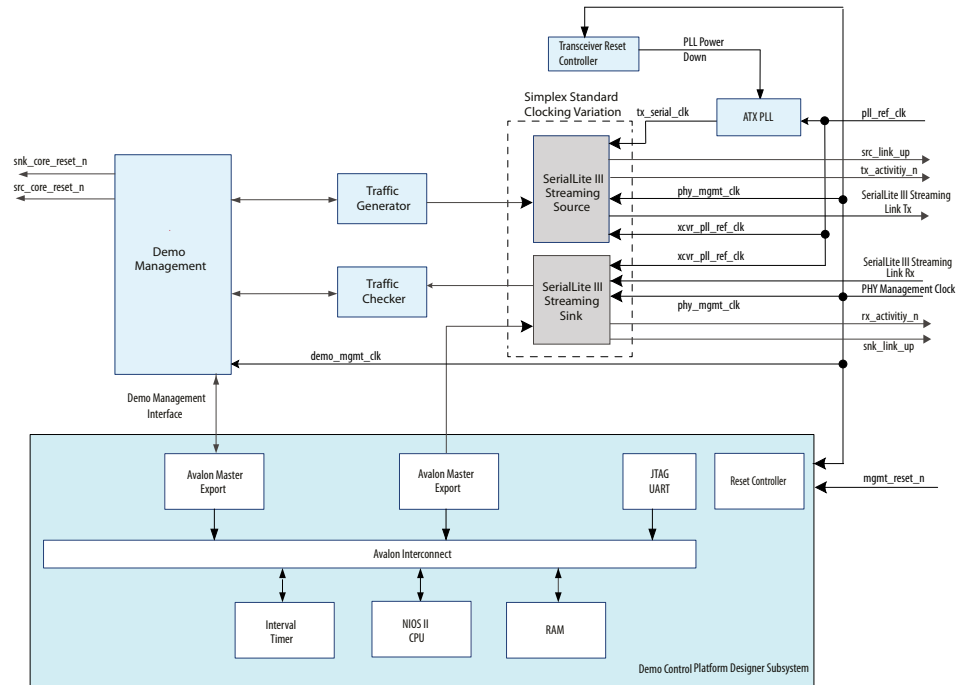 Transceiver Reset
Controller
PLL Power
Down
Simplex Standard
Clocking Variation
tx_serial_clk
ATX PLL
pll_ref_clk
snk_core_reset_n
src_core_reset_n
Demo
Management
Traffic
Generator
SerialLite III
Streaming
Source
src_link_up
tx_activitiy_n
phy_mgmt_clk
SerialLite III Streaming
Link Tx
xcvr_pll_ref_clk
xcvr_pll_ref_clk
SerialLite III Streaming
Link Rx
Traffic
Checker
SerialLite III
Streaming
Sink
PHY Management Clock
phy_mgmt_clk
rx_activitiy_n
snk_link_up
demo_mgmt_clk
Demo Management
Interface
Avalon Master
Export
Avalon Master
Export
JTAG
UART
Reset Controller
mgmt_reset_n
Avalon Interconnect
Interval
Timer
NIOS II
CPU
RAM
Demo Control Platform Designer Subsystem